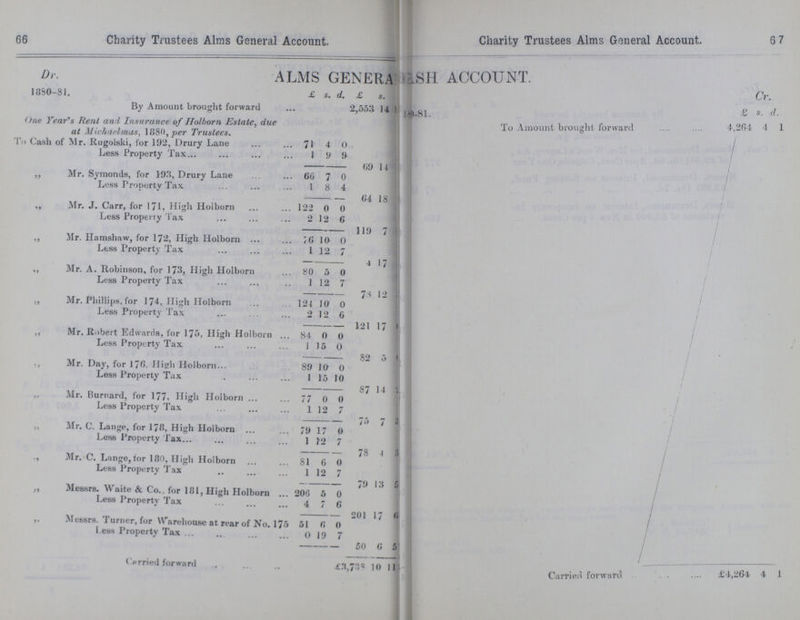 66 Charity Trustees Alms General Account.
Dr. ALMS GENERA
1880-81. £ s. d. £ s.
By Amount brought forward ... 2,553 14
One Year's Rent and Insurance of Holborn Estate, due
at Michaelmas, 1880, per Trustees.
To Cash of Mr. Rugolski, for 192, Drury Lane ... ... 71 4 0
Less Property Tax... ... ... ... 1 9 9
69 14
„ Mr. Symonds, for 193, Drury Lane ... ... 66 7 0
Less Property Tax ... ... ... 1 8 4
64 18
„ Mr. J. Carr, for 171, High Holborn ... ... 122 0 0
Less Property Tax ... ... ... 2 12 6
119 7
„ Mr. Hamshaw, for 172, High Holborn ... ... 76 10 0
Less Property Tax ... ... ... 1 12 7
4 17
„ Mr. A. Robinson, for 173, High Holborn ... 80 5 0
Less Property Tax ... ... ... 1 12 7
78 12
„ Mr. Phillips, for 174, High Holborn ... ... 124 10 0
Less Property Tax ... ... ... 2 12 6
121 17
„ Mr. Robert Edwards, for 175, High Holborn ... 84 0 0
Less Property Tax ... ... ... 1 15 0
82 5
„ Mr. Day, for 176, High Holborn... ... 89 10 0
Less Property Tax ... ... 1 15 10
87 14
„ Mr. Burnard, for 177, High Holborn ... ... 77 0 0
Less Property Tax ... ... ... 1 12 7
75 7
„ Mr. C. Lange, for 178, High Holborn ... ... 79 17 0
Less Property Tax... ... ... ... 1 12 7
78 4
„ Mr. C. Lange, for 180, High Holborn ... ... 81 6 0
Less Property Tax ... ... ... 1 12 7
79 13 5
„ Messrs. Waite & Co., for 181, High Holborn ... 206 5 0
Less Property Tax ... ... ... 4 7 6
201 17 6
„ Messrs. Turner, for Warehouse at rear of No. 175 51 6 0
Less Property Tax ... ... ... ... 0 19 7
50 6 5
Carried forward ... ... £3,738 10 11
Charity Trustees Alms General Account. 67
SH ACCOUNT.
Cr.
-81. £ s. d.
To Amount brought forward ... ... 4,264 4 1
Carried forward ... ... £4,264 4 1